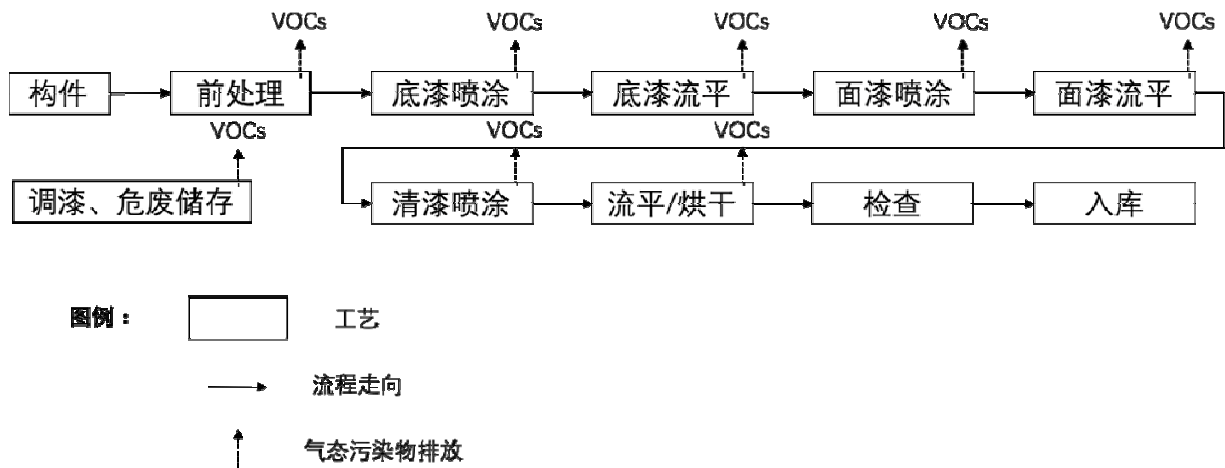 VOCs VOCs VOCs VOCs VOCs
构件 前处理 底漆喷涂 底漆流平 面漆喷涂 面漆流平
VOCs VOCs VOCs
调漆、危废储存 清漆喷涂 流平/烘干 检查 入库
图例： 工艺
流程走向
气态污染物排放